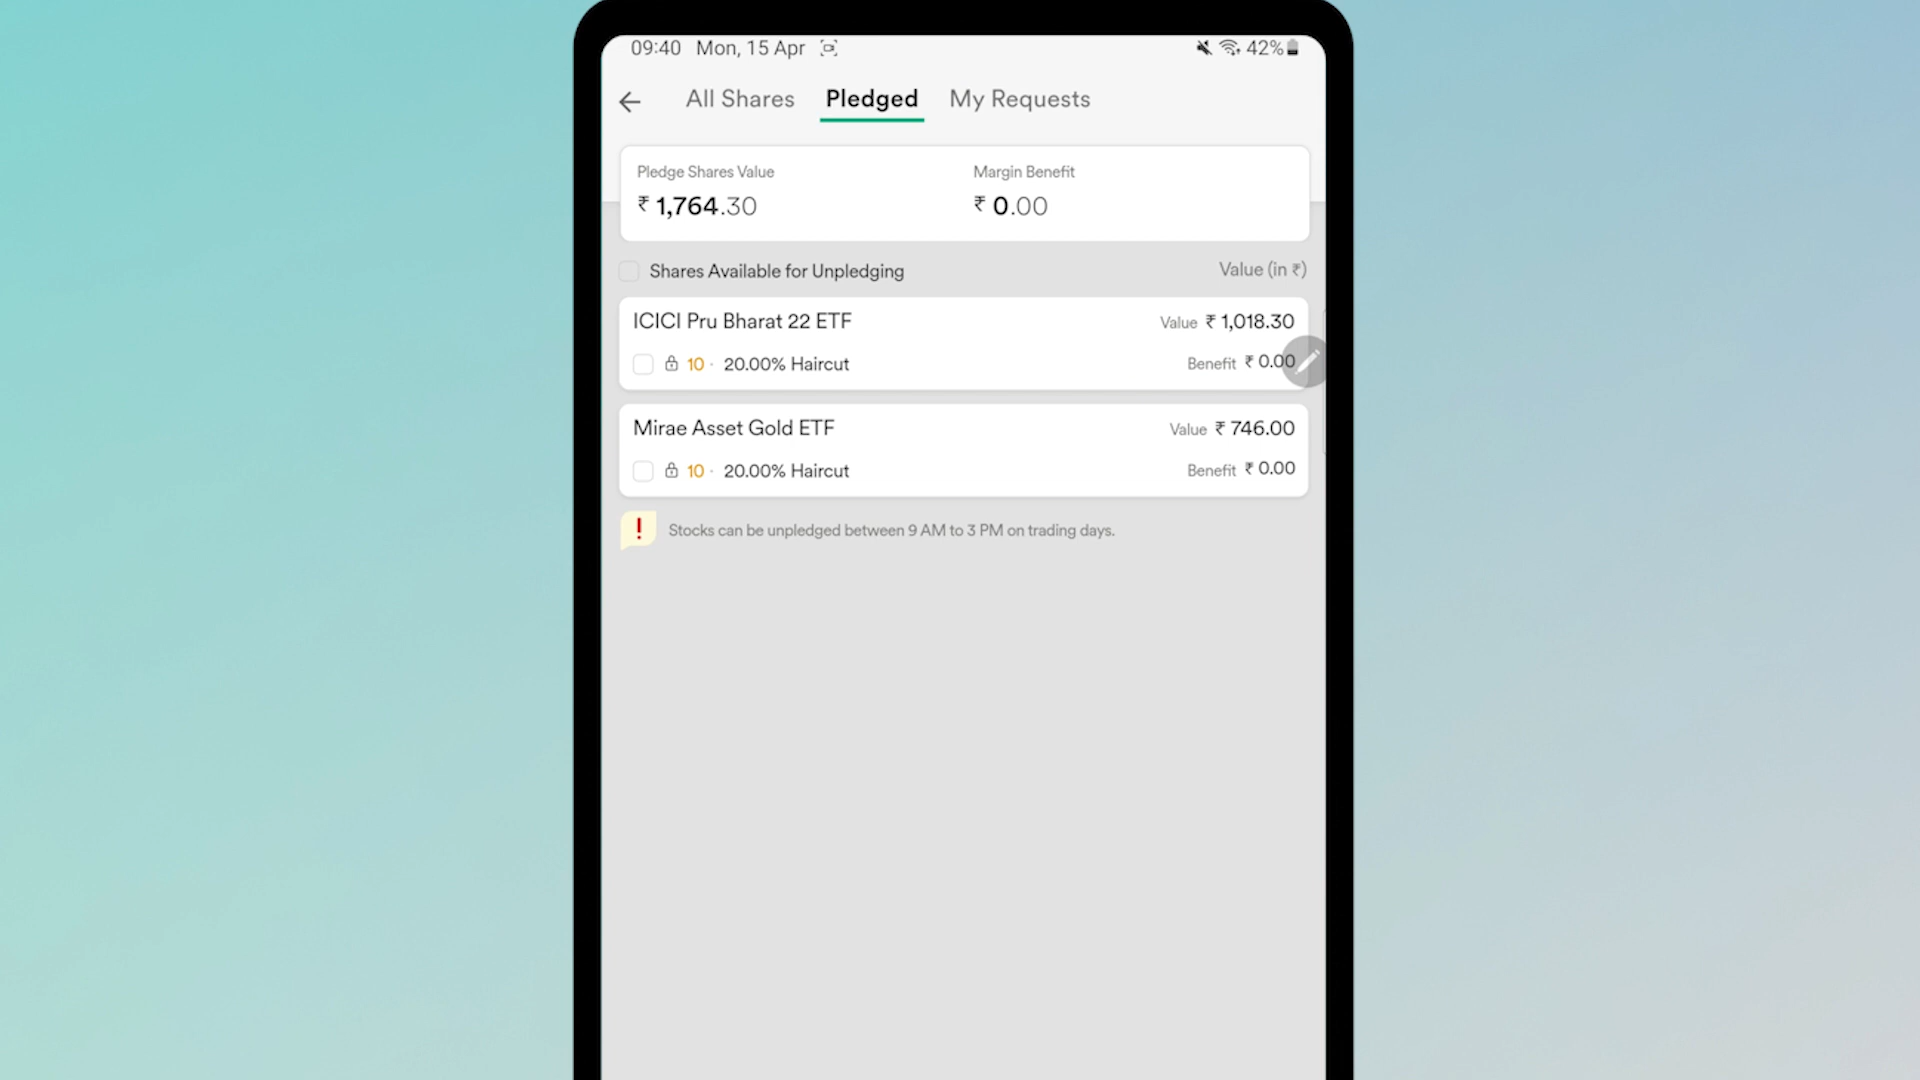 09:40 Mon, 15 Apr 42%
All Shares Pledged My Requests
Pledge Shares Value Margin Benefit
₹ 1,764.30 ₹ 0.00
Shares Available for Unpledging Value (in ₹)
ICICI Pru Bharat 22 ETF Value ₹ 1,018.30
10 · 20.00% Haircut Benefit ₹ 0.00
Mirae Asset Gold ETF Value ₹ 746.00
10 · 20.00% Haircut Benefit ₹ 0.00
! Stocks can be unpledged between 9 AM to 3 PM on trading days.